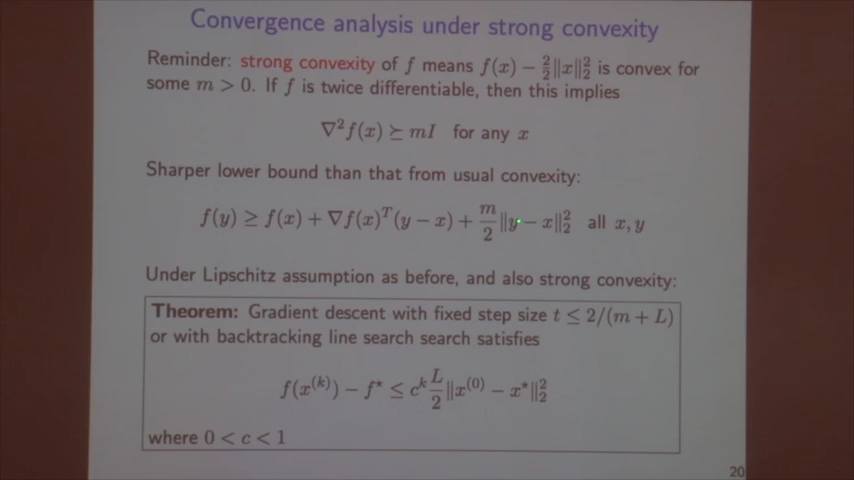 Convergence analysis under strong convexity
Reminder: strong convexity of f means f(x) − 2/2‖x‖₂² is convex for
some m > 0. If f is twice differentiable, then this implies
∇²f(x) ⪰ mI for any x
Sharper lower bound than that from usual convexity:
f(y) ≥ f(x) + ∇f(x)ᵀ(y − x) + m/2‖y − x‖₂² all x, y
Under Lipschitz assumption as before, and also strong convexity:
Theorem: Gradient descent with fixed step size t ≤ 2/(m + L)
or with backtracking line search search satisfies
f(x⁽ᵏ⁾) − f⋆ ≤ cᵏ L/2‖x⁽⁰⁾ − x⋆‖₂²
where 0 < c < 1
20